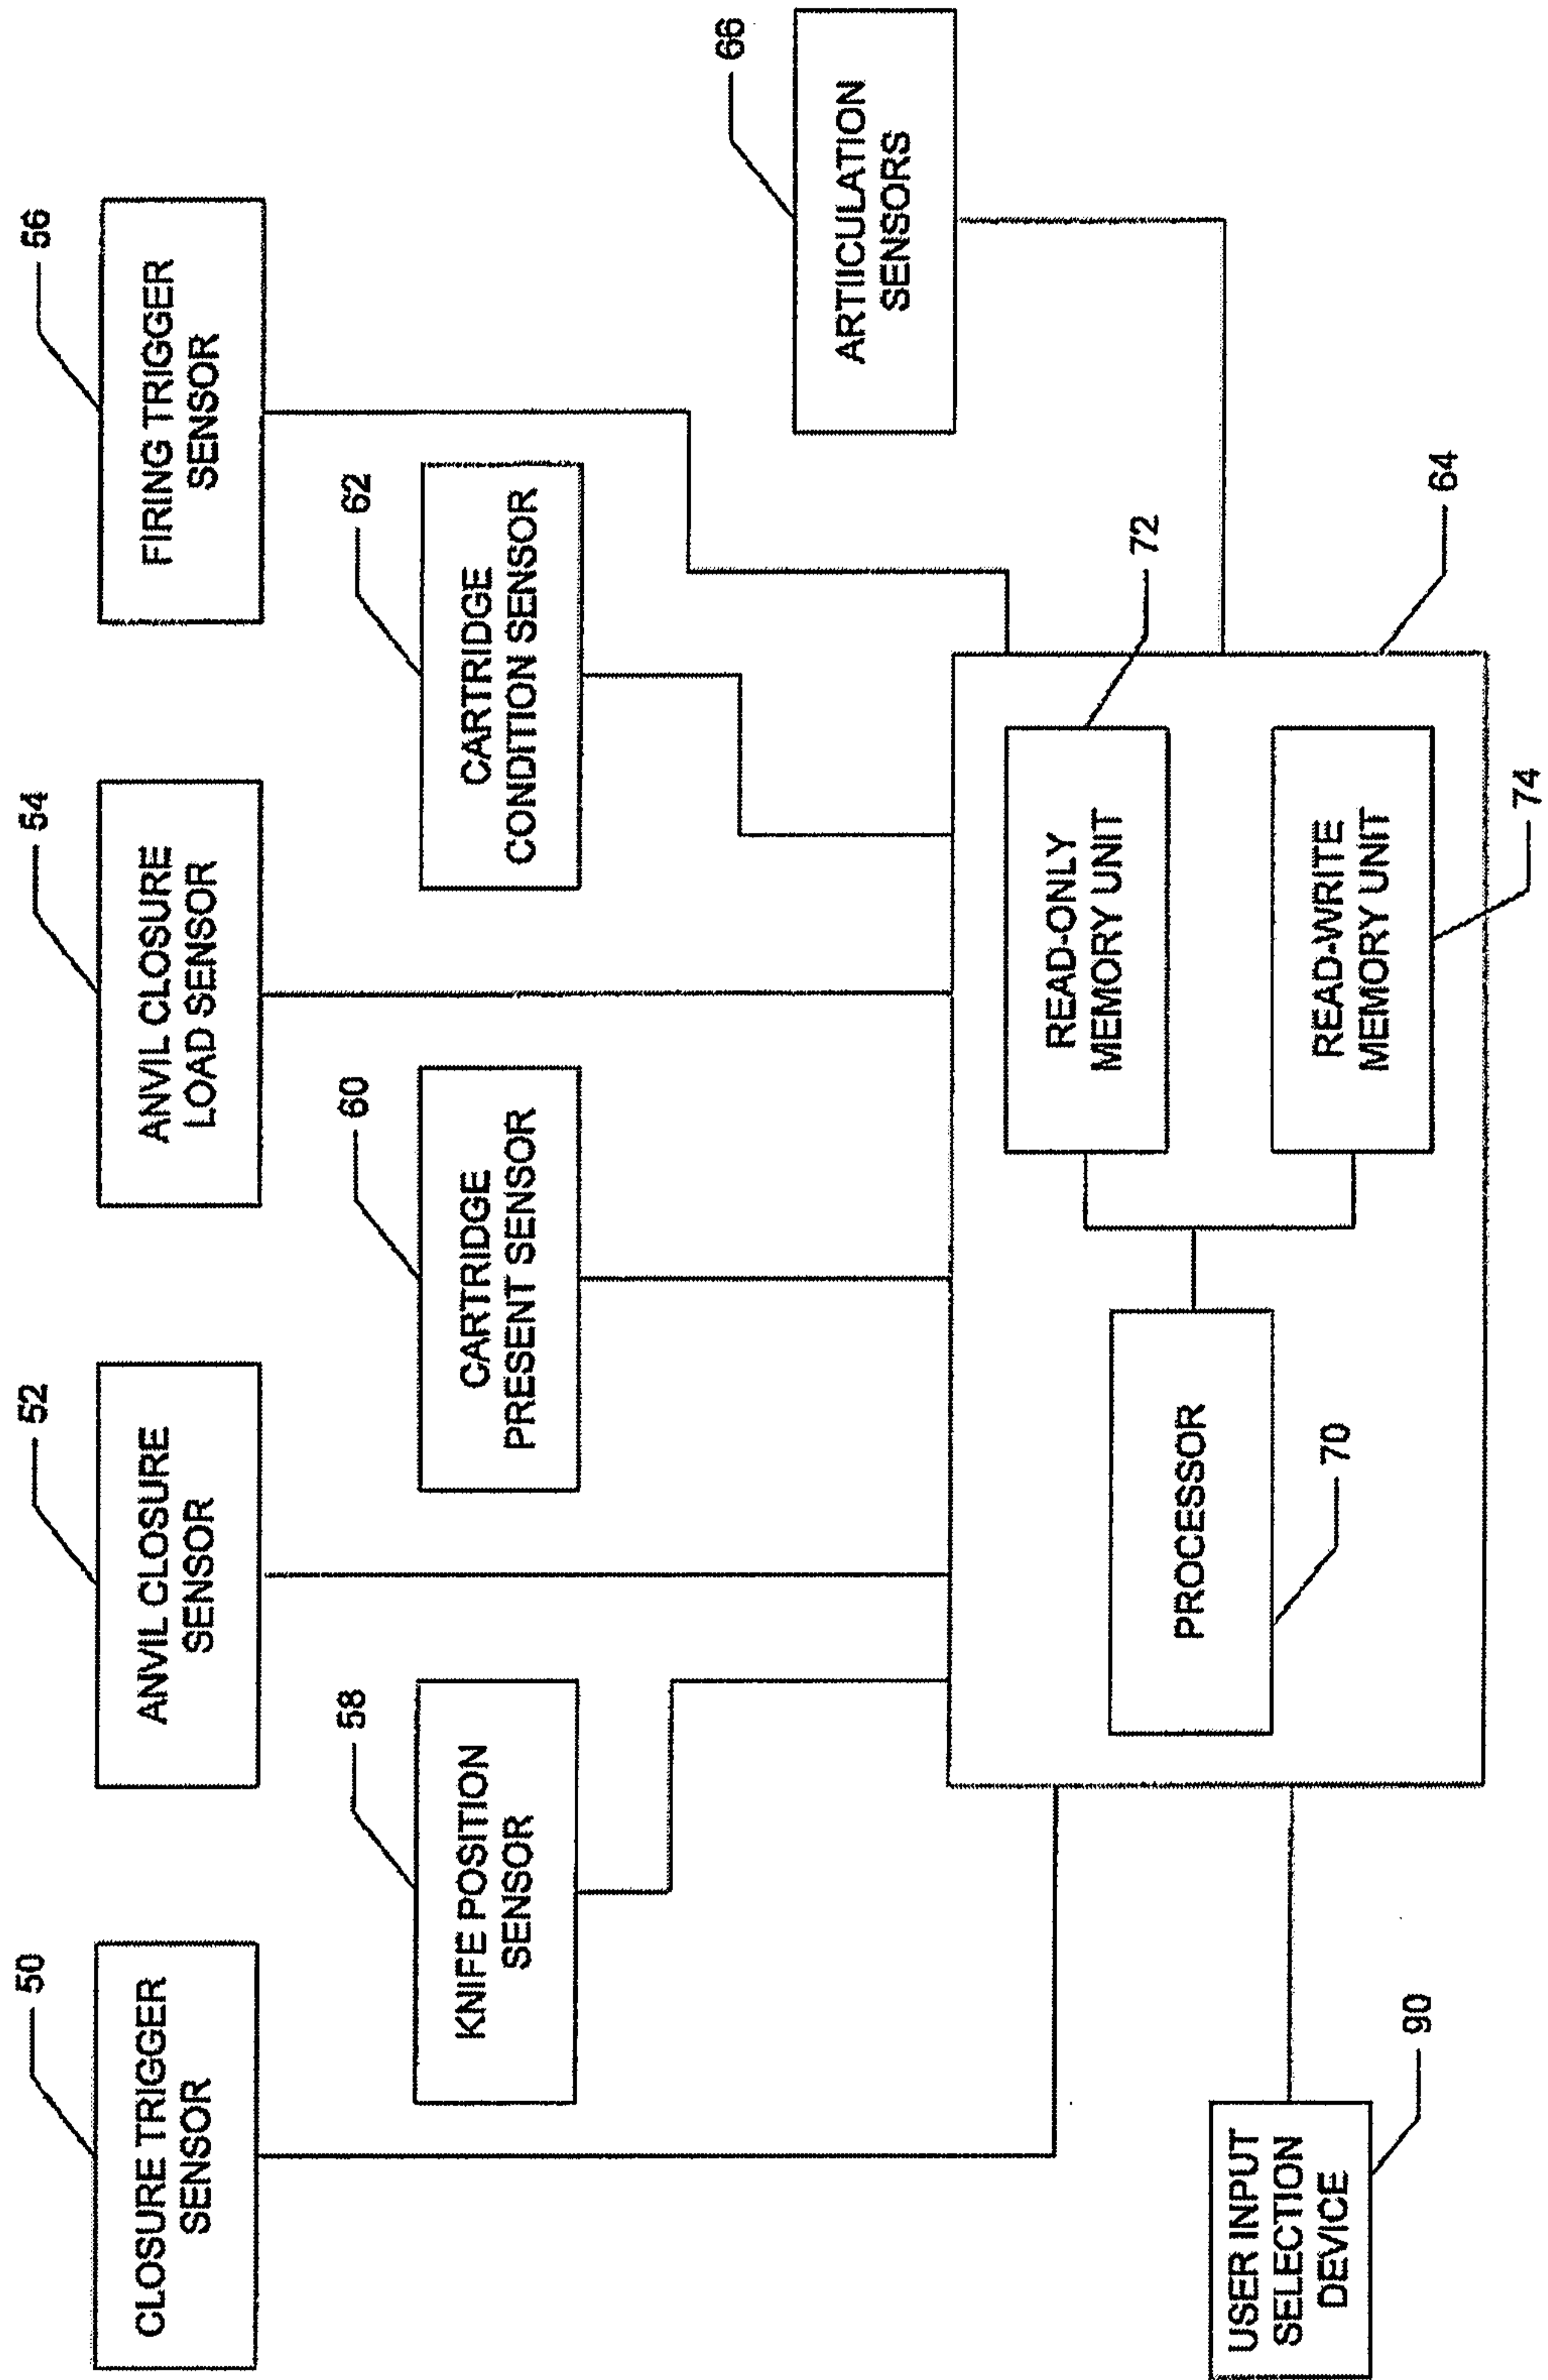 50
CLOSURE TRIGGER
SENSOR
52
ANVIL CLOSURE
SENSOR
54
ANVIL CLOSURE
LOAD SENSOR
56
FIRING TRIGGER
SENSOR
58
KNIFE POSITION
SENSOR
60
CARTRIDGE
PRESENT SENSOR
62
CARTRIDGE
CONDITION SENSOR
66
ARTIICULATION
SENSORS
64
72
READ-ONLY
MEMORY UNIT
PROCESSOR
70
READ-WRITE
MEMORY UNIT
74
USER INPUT
SELECTION
DEVICE
90